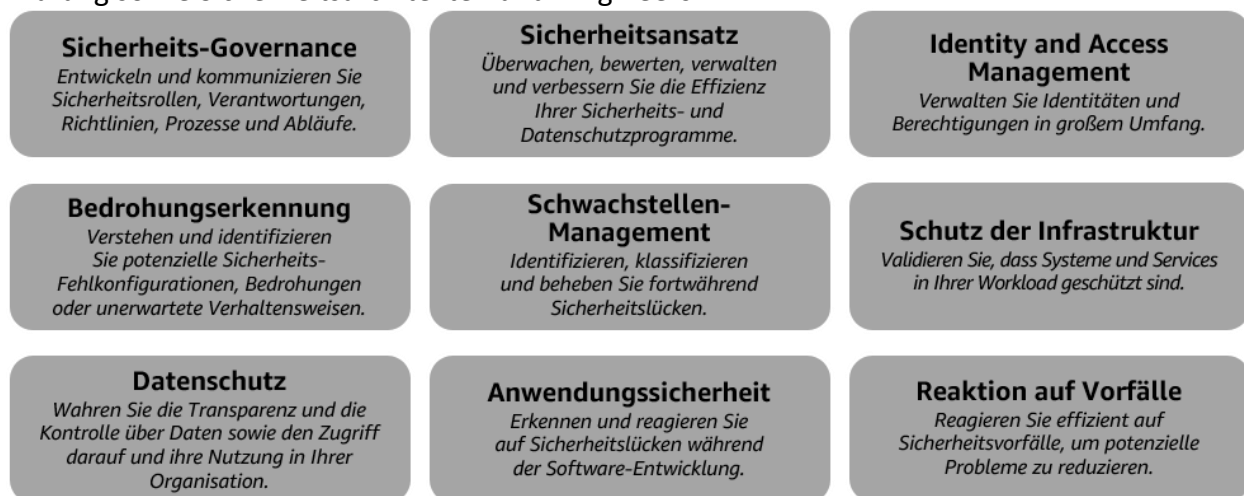 Sicherheits-Governance
Entwickeln und kommunizieren Sie
Sicherheitsrollen, Verantwortungen,
Richtlinien, Prozesse und Abläufe.
Sicherheitsansatz
Überwachen, bewerten, verwalten
und verbessern Sie die Effizienz
Ihrer Sicherheits- und
Datenschutzprogramme.
Identity and Access
Management
Verwalten Sie Identitäten und
Berechtigungen in großem Umfang.
Bedrohungserkennung
Verstehen und identifizieren
Sie potenzielle Sicherheits-
Fehlkonfigurationen, Bedrohungen
oder unerwartete Verhaltensweisen.
Schwachstellen-
Management
Identifizieren, klassifizieren
und beheben Sie fortwährend
Sicherheitslücken.
Schutz der Infrastruktur
Validieren Sie, dass Systeme und Services
in Ihrer Workload geschützt sind.
Datenschutz
Wahren Sie die Transparenz und die
Kontrolle über Daten sowie den Zugriff
darauf und ihre Nutzung in Ihrer
Organisation.
Anwendungssicherheit
Erkennen und reagieren Sie
auf Sicherheitslücken während
der Software-Entwicklung.
Reaktion auf Vorfälle
Reagieren Sie effizient auf
Sicherheitsvorfälle, um potenzielle
Probleme zu reduzieren.